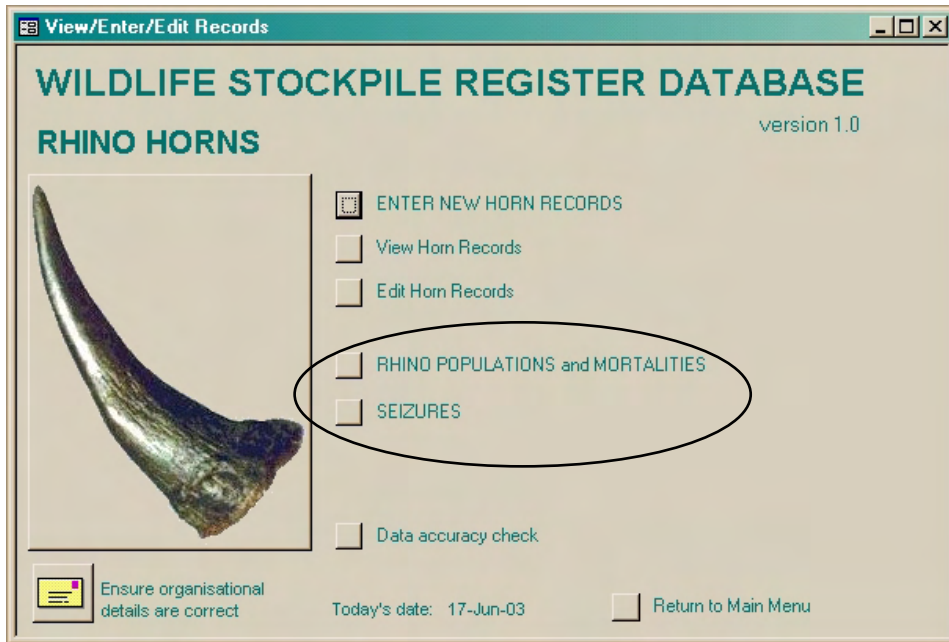 View/Enter/Edit Records
WILDLIFE STOCKPILE REGISTER DATABASE
version 1.0
RHINO HORNS
ENTER NEW HORN RECORDS
View Horn Records
Edit Horn Records
RHINO POPULATIONS and MORTALITIES
SEIZURES
Data accuracy check
Ensure organisational
details are correct
Today's date: 17-Jun-03
Return to Main Menu